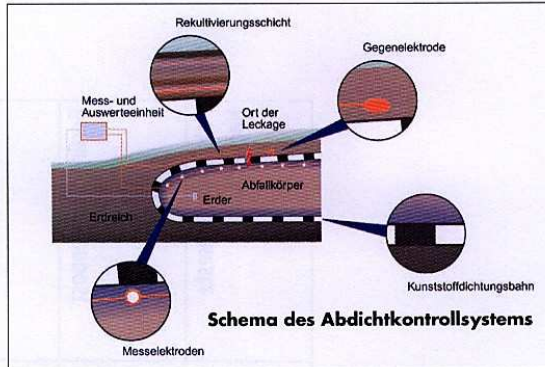 Rekultivierungsschicht
Gegenelektrode
Mess- und
Auswerteeinheit
Ort der
Leckage
Abfallkörper
Erder
Erdreich
Kunststoffdichtungsbahn
Messelektroden
Schema des Abdichtkontrollsystems